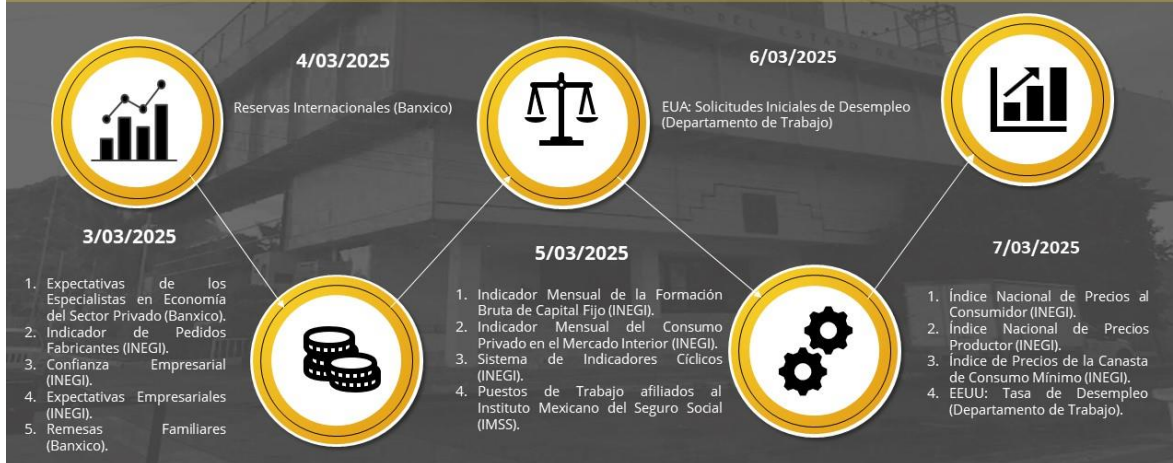 4/03/2025
Reservas Internacionales (Banxico)
6/03/2025
EUA: Solicitudes Iniciales de Desempleo
(Departamento de Trabajo)
3/03/2025
1. Expectativas de los
Especialistas en Economía
del Sector Privado (Banxico).
2. Indicador de Pedidos
Fabricantes (INEGI).
3. Confianza Empresarial
(INEGI).
4. Expectativas Empresariales
(INEGI).
5. Remesas Familiares
(Banxico).
5/03/2025
1. Indicador Mensual de la Formación
Bruta de Capital Fijo (INEGI).
2. Indicador Mensual del Consumo
Privado en el Mercado Interior (INEGI).
3. Sistema de Indicadores Cíclicos
(INEGI).
4. Puestos de Trabajo afiliados al
Instituto Mexicano del Seguro Social
(IMSS).
7/03/2025
1. Índice Nacional de Precios al
Consumidor (INEGI).
2. Índice Nacional de Precios
Productor (INEGI).
3. Índice de Precios de la Canasta
de Consumo Mínimo (INEGI).
4. EEUU: Tasa de Desempleo
(Departamento de Trabajo).